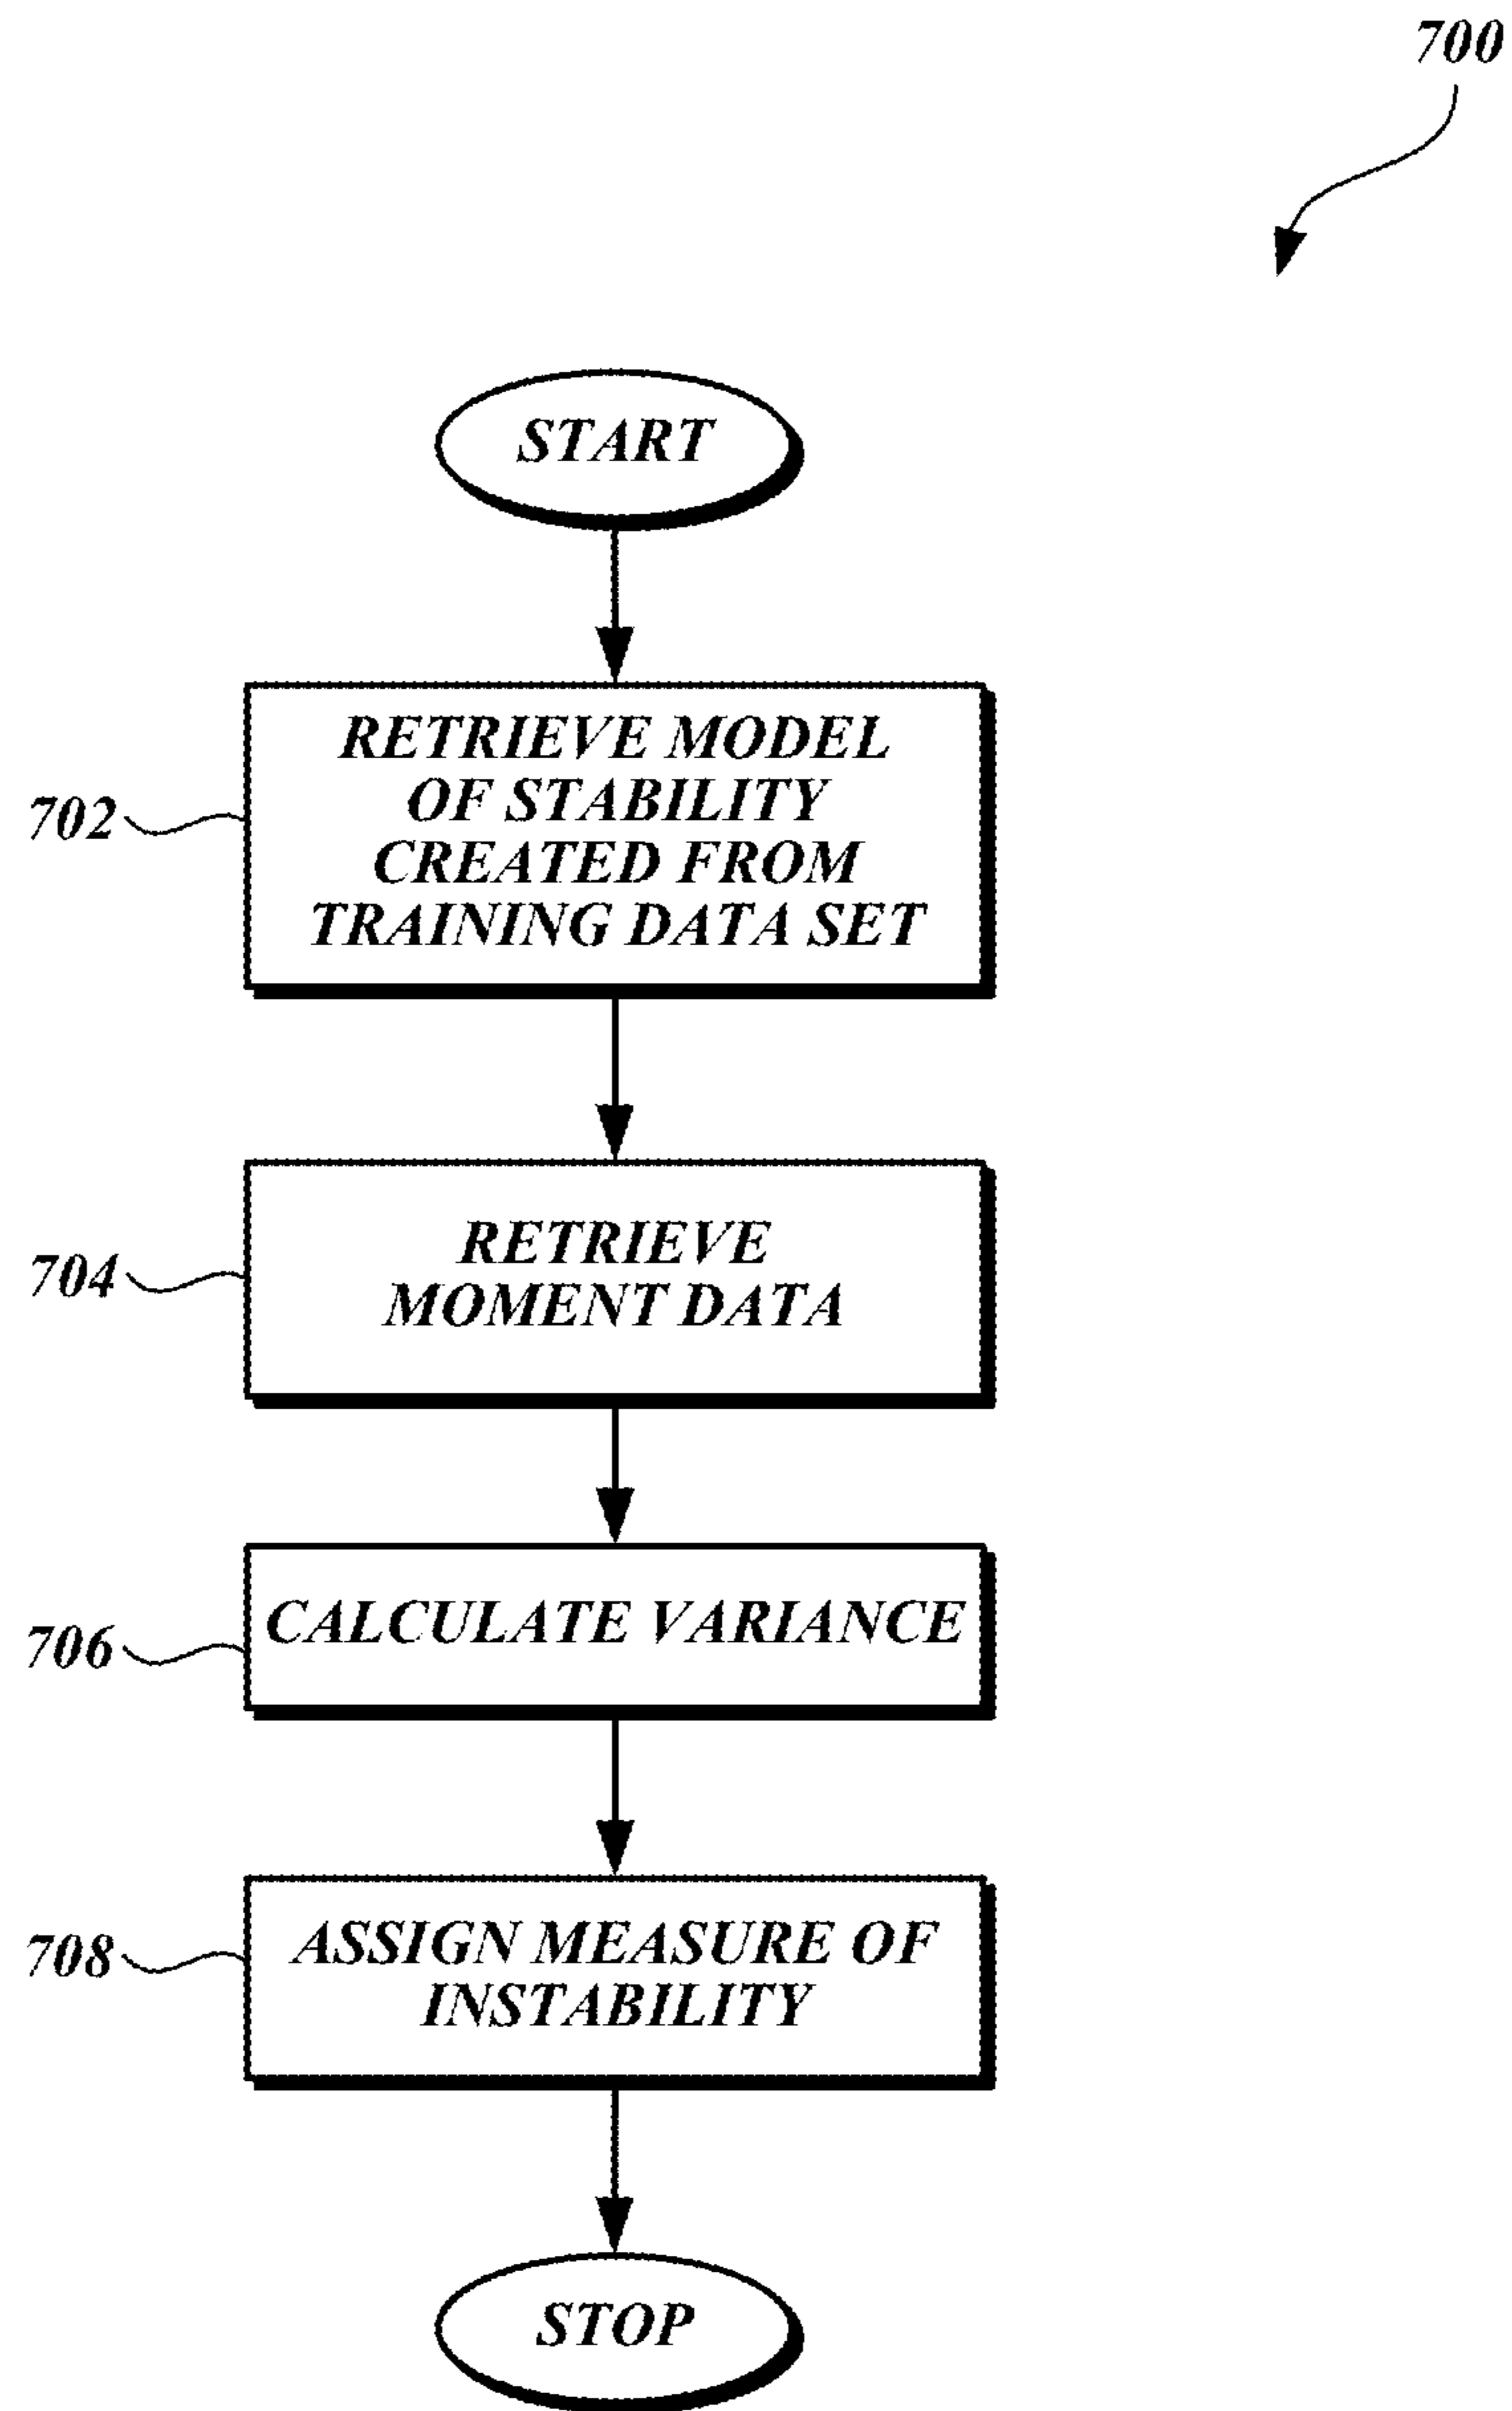 700
START
702
RETRIEVE MODEL
OF STABILITY
CREATED FROM
TRAINING DATA SET
704
RETRIEVE
MOMENT DATA
706
CALCULATE VARIANCE
708
ASSIGN MEASURE OF
INSTABILITY
STOP